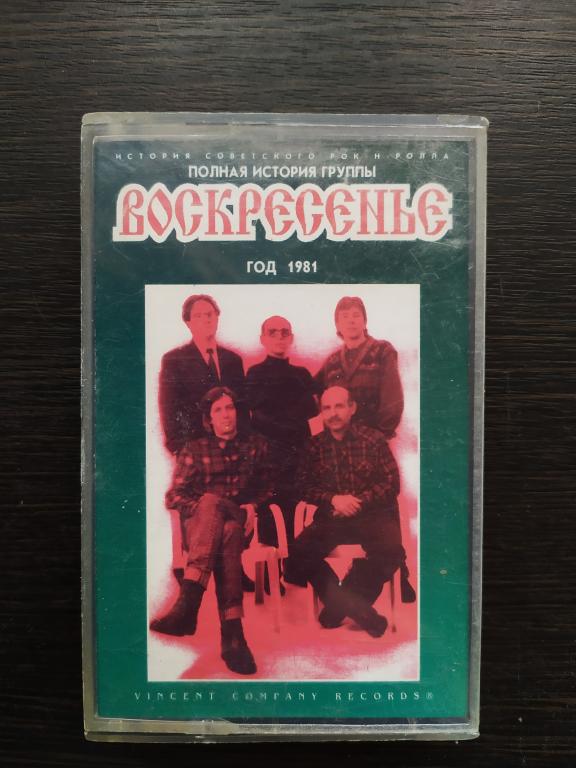 ИСТОРИЯ СОВЕТСКОГО РОК-Н-РОЛЛА
ПОЛНАЯ ИСТОРИЯ ГРУППЫ
ВОСКРЕСЕНЬЕ
ГОД 1981
VINCENT COMPANY RECORDS®